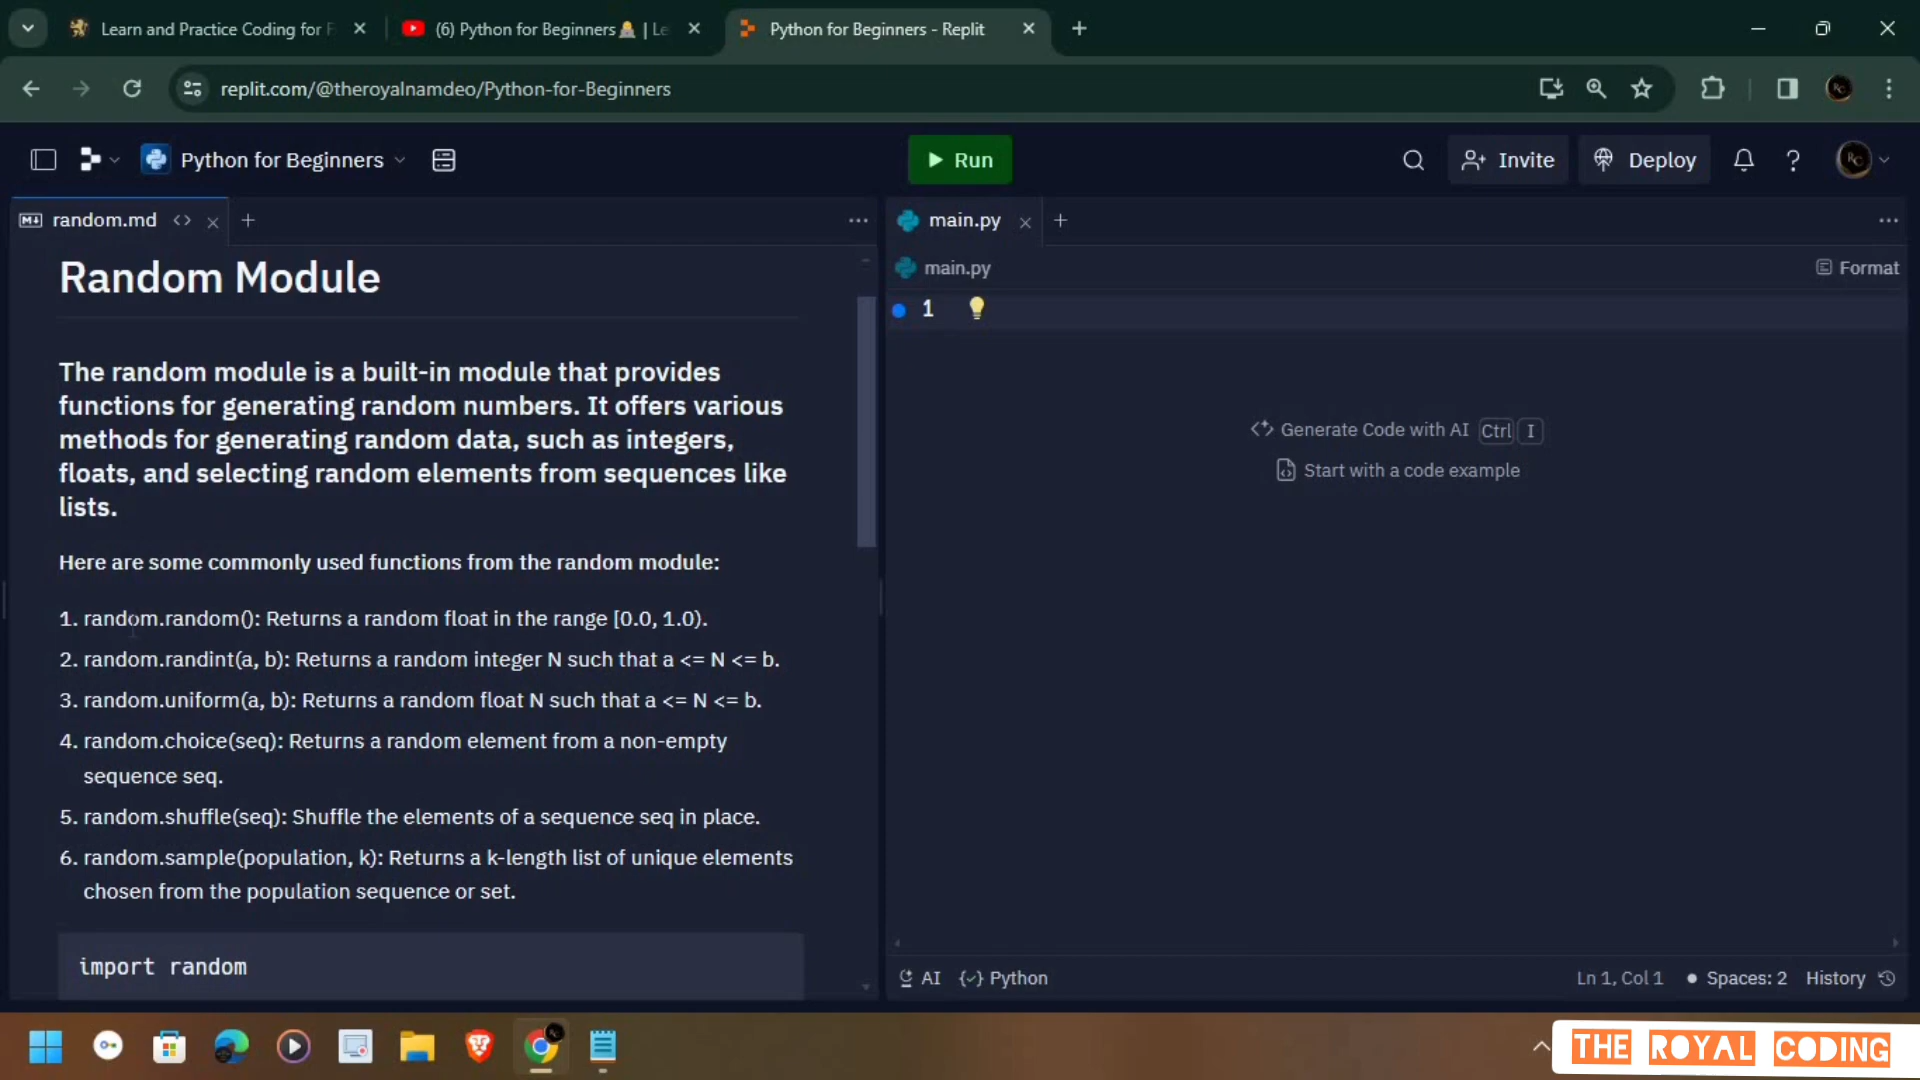 Learn and Practice Coding for F
(6) Python for Beginners | Le
Python for Beginners - Replit
replit.com/@theroyalnamdeo/Python-for-Beginners
Python for Beginners
Run
Invite
Deploy
random.md
main.py
Random Module
The random module is a built-in module that provides
functions for generating random numbers. It offers various
methods for generating random data, such as integers,
floats, and selecting random elements from sequences like
lists.
Here are some commonly used functions from the random module:
1. random.random(): Returns a random float in the range [0.0, 1.0).
2. random.randint(a, b): Returns a random integer N such that a <= N <= b.
3. random.uniform(a, b): Returns a random float N such that a <= N <= b.
4. random.choice(seq): Returns a random element from a non-empty
sequence seq.
5. random.shuffle(seq): Shuffle the elements of a sequence seq in place.
6. random.sample(population, k): Returns a k-length list of unique elements
chosen from the population sequence or set.
import random
main.py
Format
1
Generate Code with AI Ctrl I
Start with a code example
AI
Python
Ln 1, Col 1
Spaces: 2
History
THE ROYAL CODING